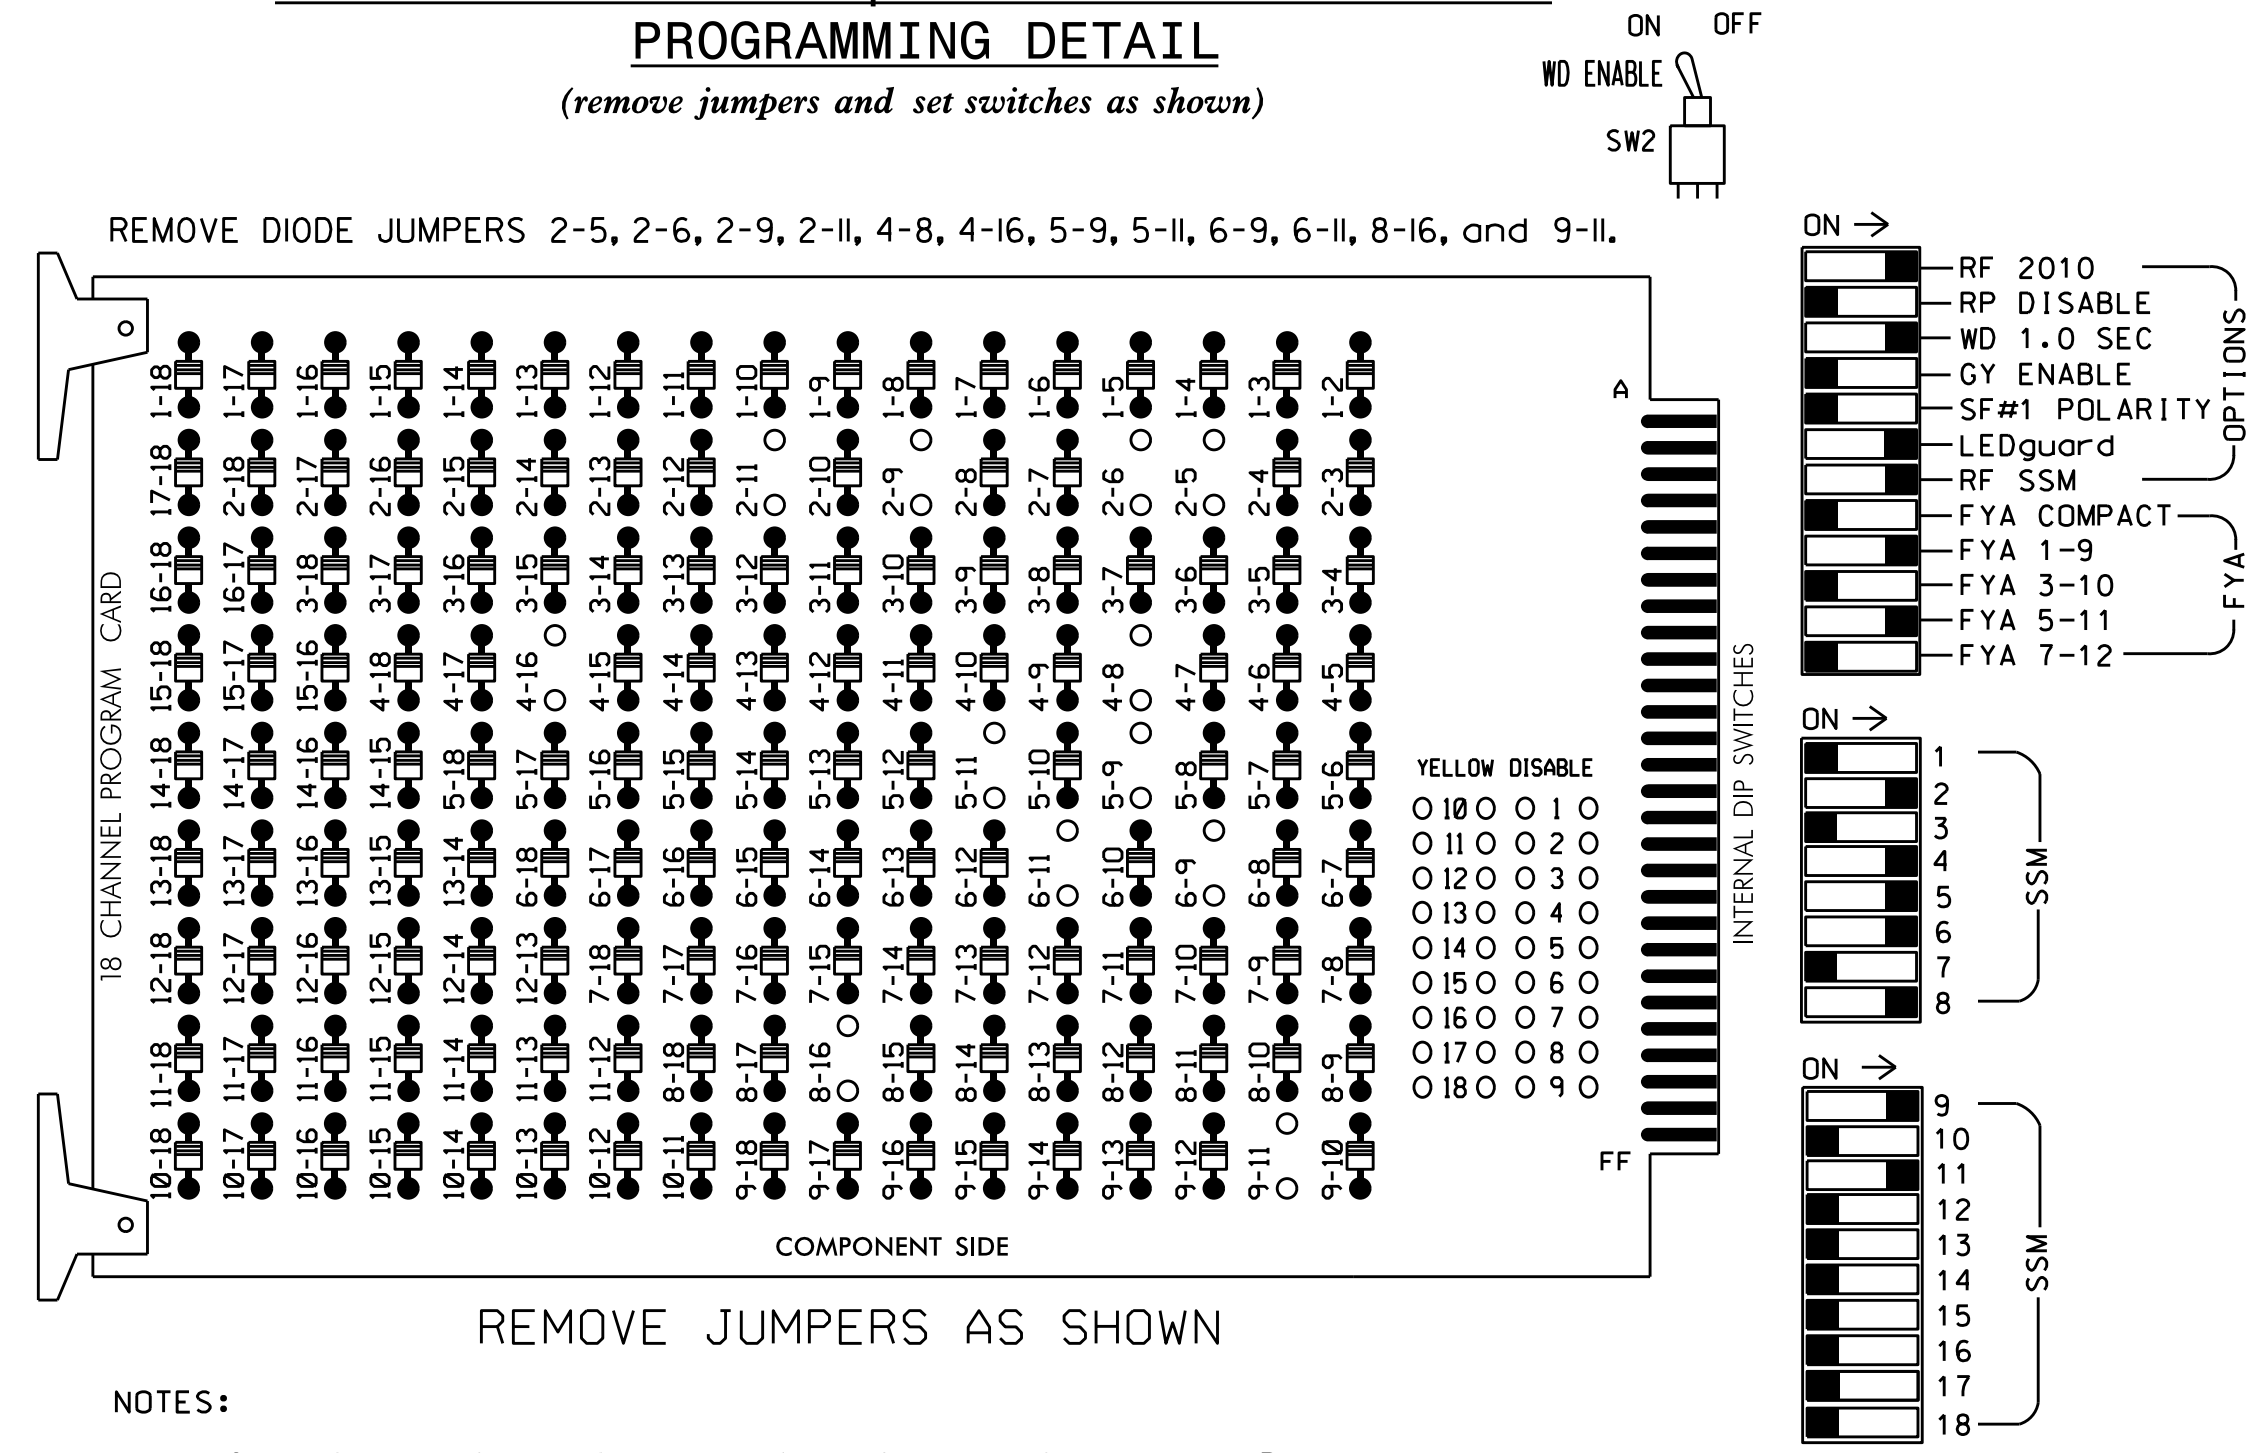 PROGRAMMING DETAIL
(remove jumpers and set switches as shown)
ON OFF
WD ENABLE
SW2
REMOVE DIODE JUMPERS 2-5, 2-6, 2-9, 2-11, 4-8, 4-16, 5-9, 5-11, 6-9, 6-11, 8-16, and 9-11.
18 CHANNEL PROGRAM CARD
1-18 1-17 1-16 1-15 1-14 1-13 1-12 1-11 1-10 1-9 1-8 1-7 1-6 1-5 1-4 1-3 1-2
17-18 2-18 2-17 2-16 2-15 2-14 2-13 2-12 2-11 2-10 2-9 2-8 2-7 2-6 2-5 2-4 2-3
16-18 16-17 3-18 3-17 3-16 3-15 3-14 3-13 3-12 3-11 3-10 3-9 3-8 3-7 3-6 3-5 3-4
15-18 15-17 15-16 4-18 4-17 4-16 4-15 4-14 4-13 4-12 4-11 4-10 4-9 4-8 4-7 4-6 4-5
14-18 14-17 14-16 14-15 5-18 5-17 5-16 5-15 5-14 5-13 5-12 5-11 5-10 5-9 5-8 5-7 5-6
13-18 13-17 13-16 13-15 13-14 6-18 6-17 6-16 6-15 6-14 6-13 6-12 6-11 6-10 6-9 6-8 6-7
12-18 12-17 12-16 12-15 12-14 12-13 7-18 7-17 7-16 7-15 7-14 7-13 7-12 7-11 7-10 7-9 7-8
11-18 11-17 11-16 11-15 11-14 11-13 11-12 8-18 8-17 8-16 8-15 8-14 8-13 8-12 8-11 8-10 8-9
10-18 10-17 10-16 10-15 10-14 10-13 10-12 10-11 9-18 9-17 9-16 9-15 9-14 9-13 9-12 9-11 9-10
COMPONENT SIDE
YELLOW DISABLE
10 1
11 2
12 3
13 4
14 5
15 6
16 7
17 8
18 9
A
FF
INTERNAL DIP SWITCHES
ON →
RF 2010
RP DISABLE
WD 1.0 SEC
GY ENABLE
SF#1 POLARITY
LEDguard
RF SSM
OPTIONS
FYA COMPACT
FYA 1-9
FYA 3-10
FYA 5-11
FYA 7-12
FYA
ON →
1
2
3
4
5
6
7
8
SSM
ON →
9
10
11
12
13
14
15
16
17
18
SSM
REMOVE JUMPERS AS SHOWN
NOTES: